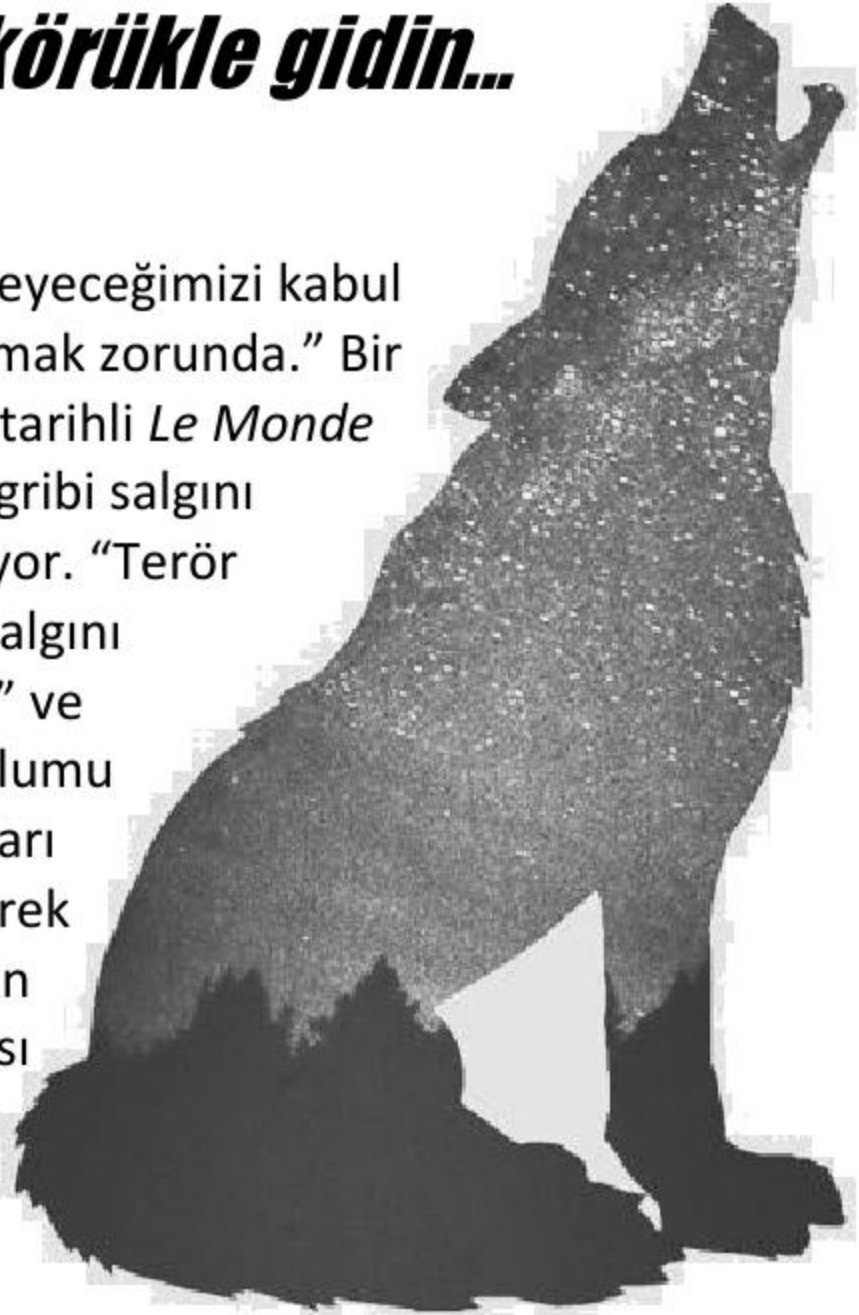 körükle gidin...
eyeceğimizi kabul
mak zorunda.” Bir
tarihli Le Monde
gribi salgını
yor. “Terör
algını
” ve
lumu
arı
rek
n
sı